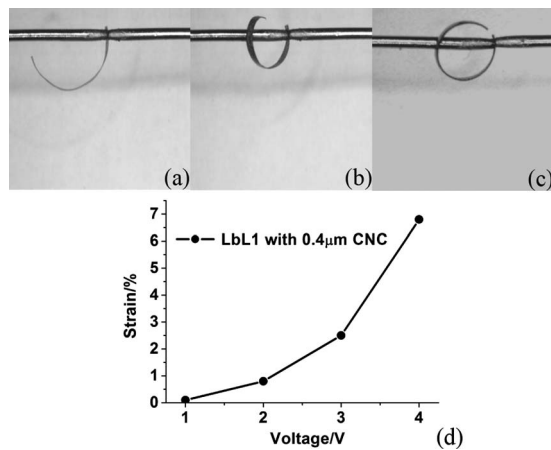 (a)
(b)
(c)
7
6
5
4
3
2
1
0
Strain/%
LbL1 with 0.4μm CNC
1
2
3
4
Voltage/V
(d)